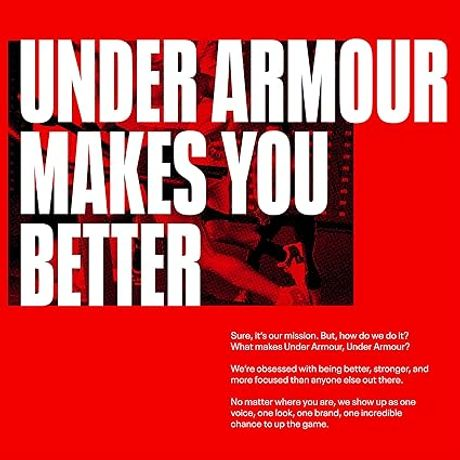 UNDER ARMOUR
MAKES YOU
BETTER
Sure, it's our mission. But, how do we do it?
What makes Under Armour, Under Armour?
We're obsessed with being better, stronger, and
more focused than anyone else out there.
No matter where you are, we show up as one
voice, one look, one brand, one incredible
chance to up the game.